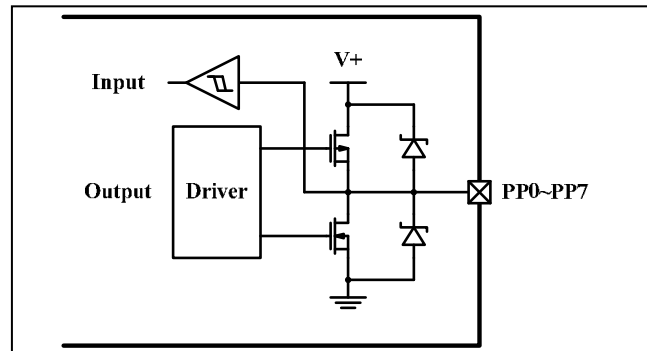 V+
Input
Output
Driver
PP0~PP7